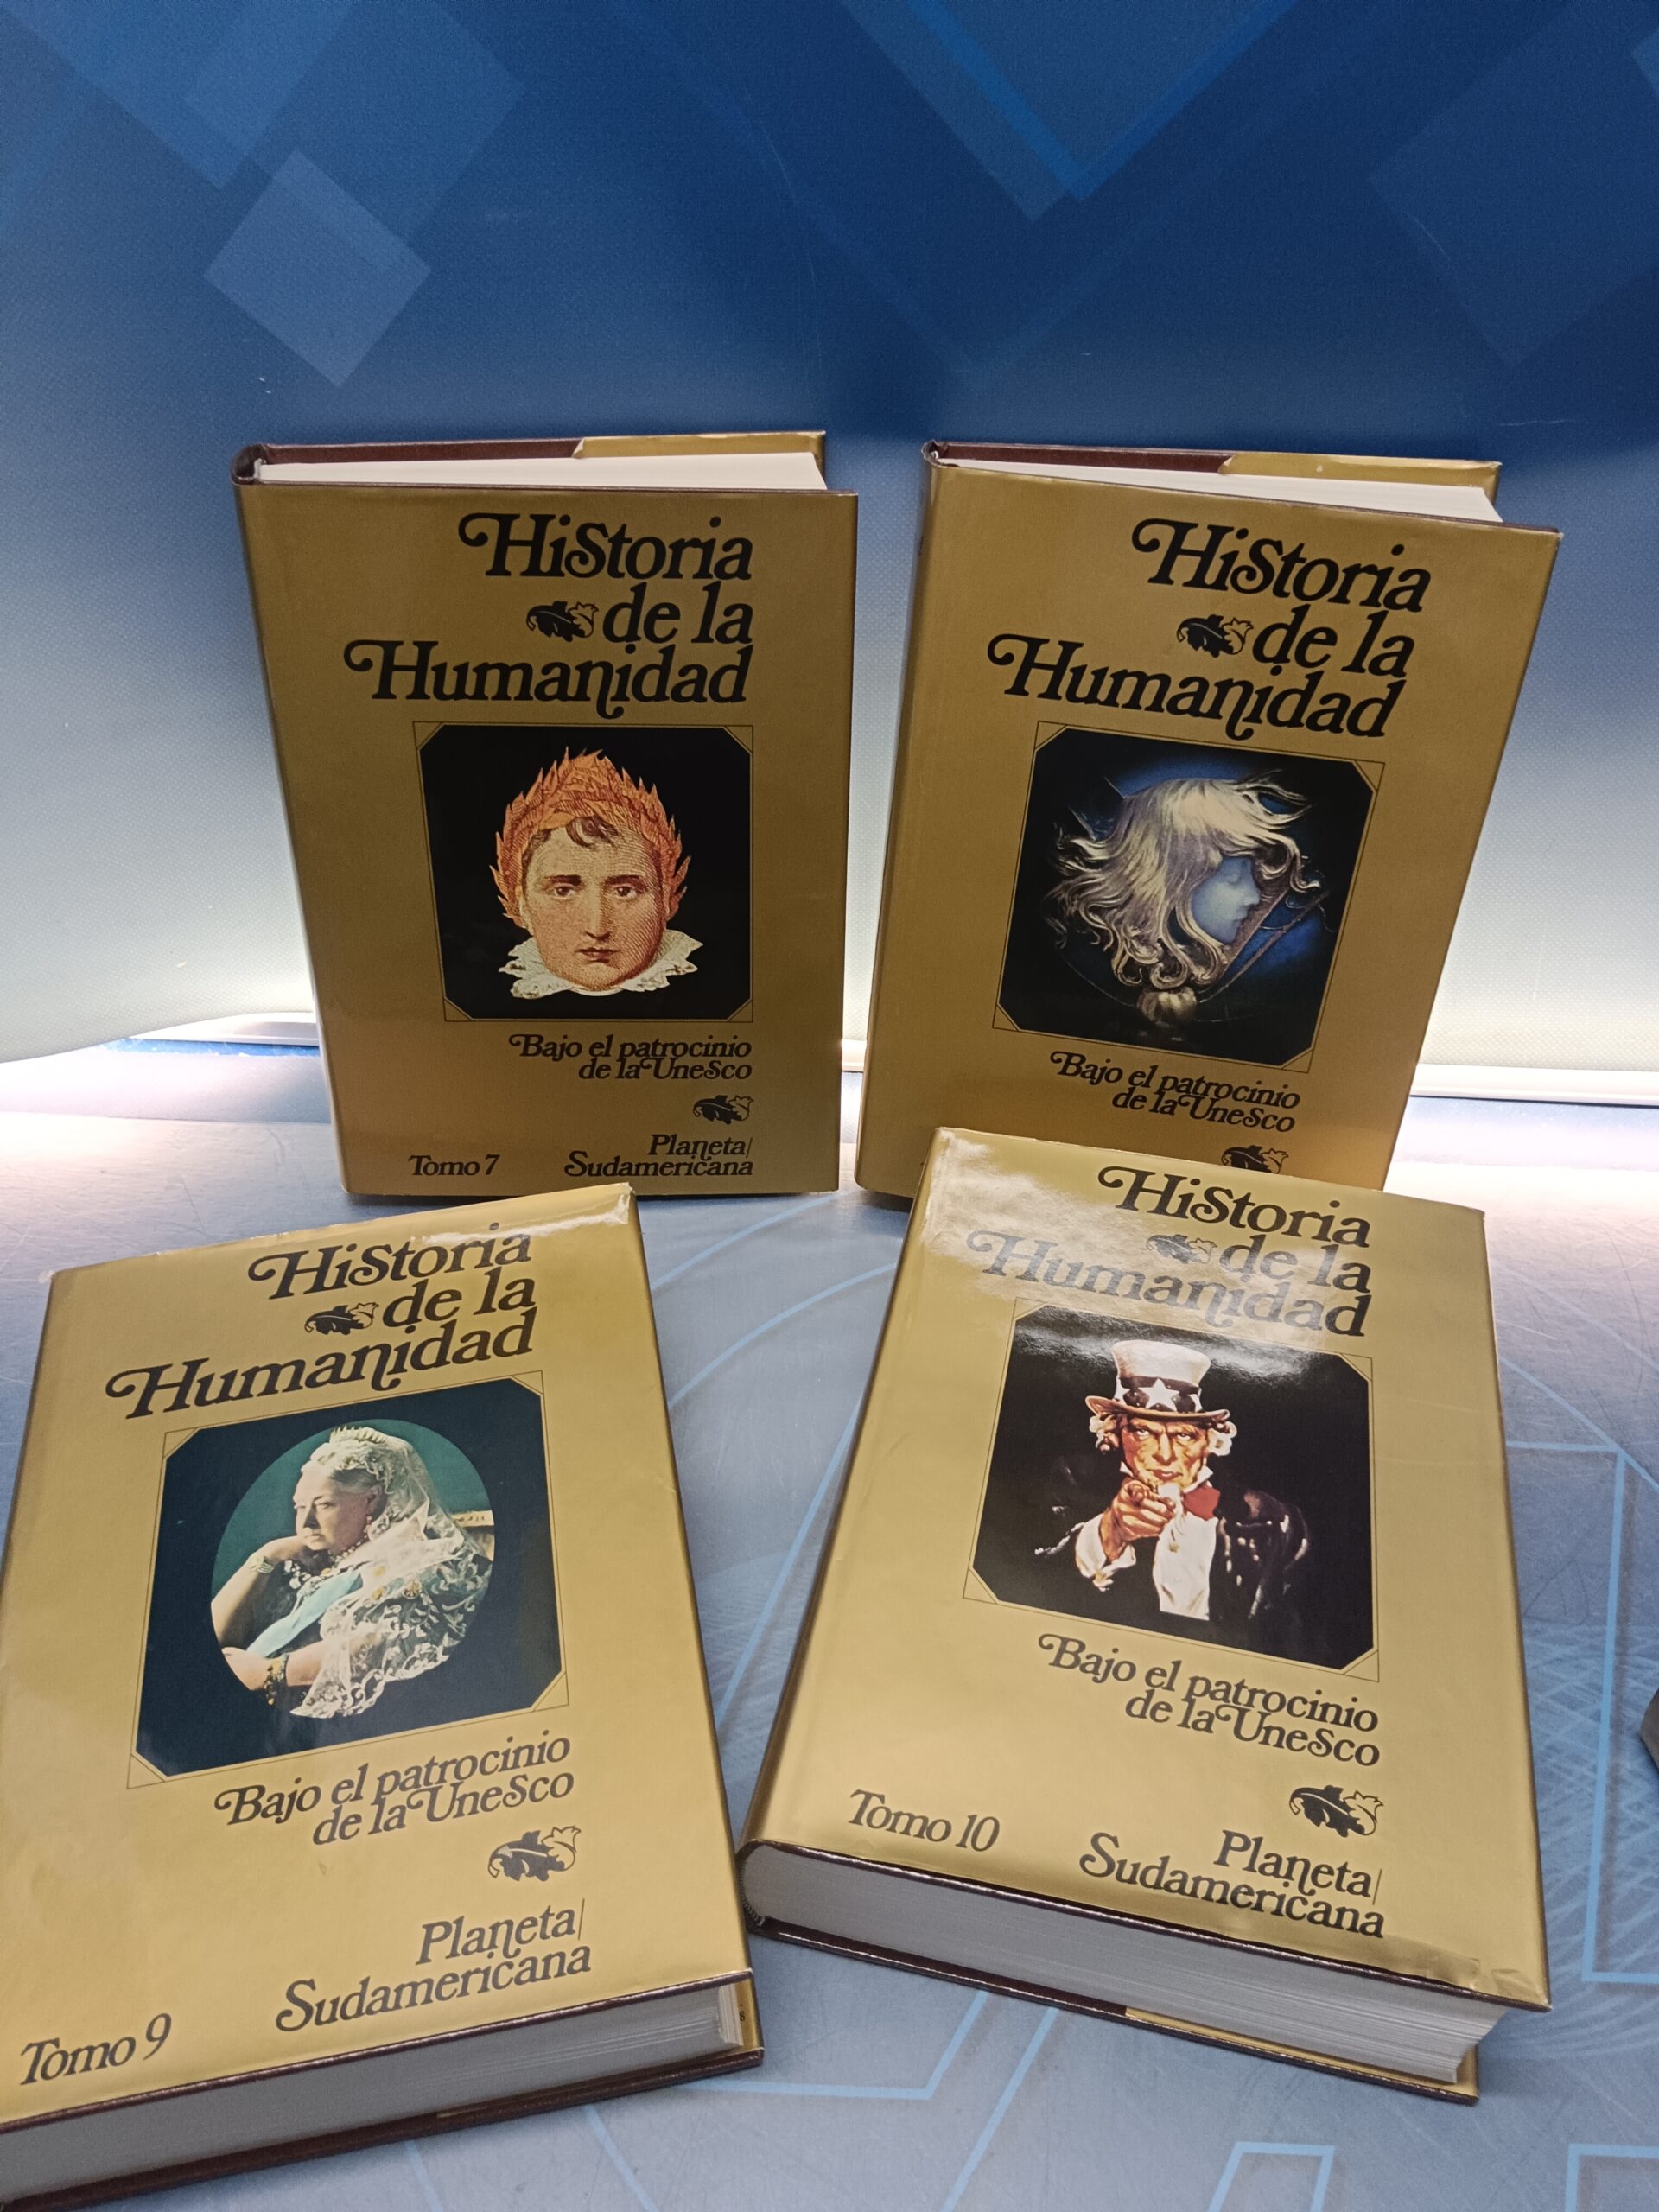 Historia
de la
Humanidad
Bajo el patrocinio
de la Unesco
Tomo 7
Planeta/
Sudamericana
Historia
de la
Humanidad
Bajo el patrocinio
de la Unesco
Historia
de la
Humanidad
Bajo el patrocinio
de la Unesco
Planeta/
Sudamericana
Tomo 9
Historia
de la
Humanidad
Bajo el patrocinio
de la Unesco
Tomo 10
Planeta/
Sudamericana